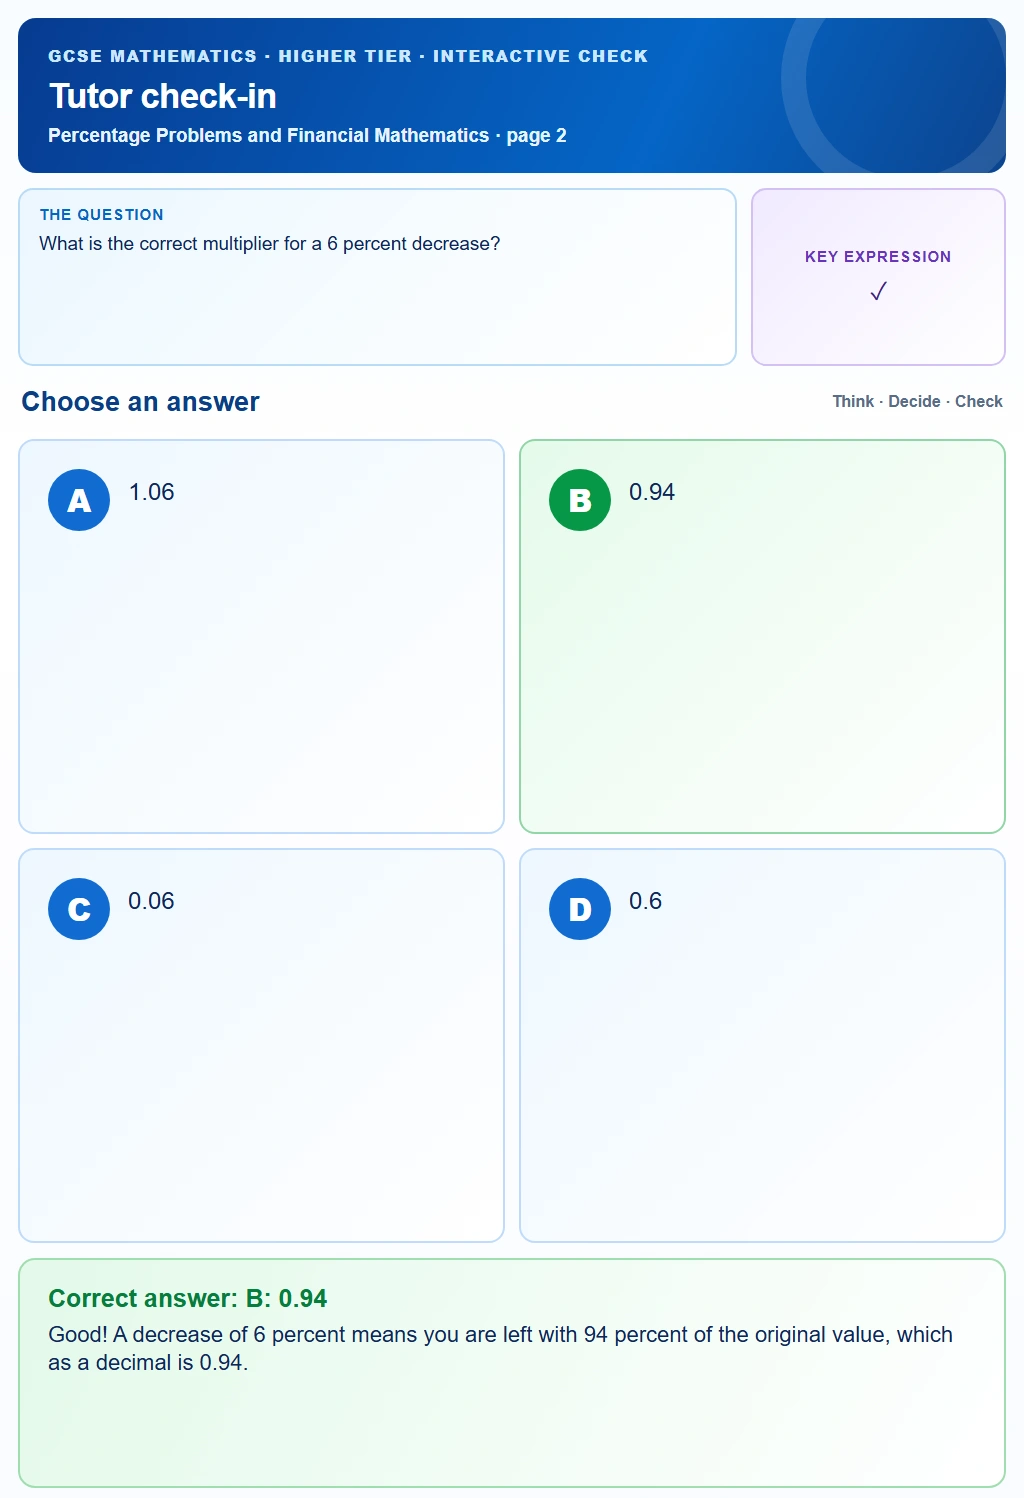 GCSE MATHEMATICS · HIGHER TIER · INTERACTIVE CHECK
Tutor check-in
Percentage Problems and Financial Mathematics · page 2
THE QUESTION
What is the correct multiplier for a 6 percent decrease?
KEY EXPRESSION
✓
Choose an answer
Think · Decide · Check
A 1.06
B 0.94
C 0.06
D 0.6
Correct answer: B: 0.94
Good! A decrease of 6 percent means you are left with 94 percent of the original value, which
as a decimal is 0.94.